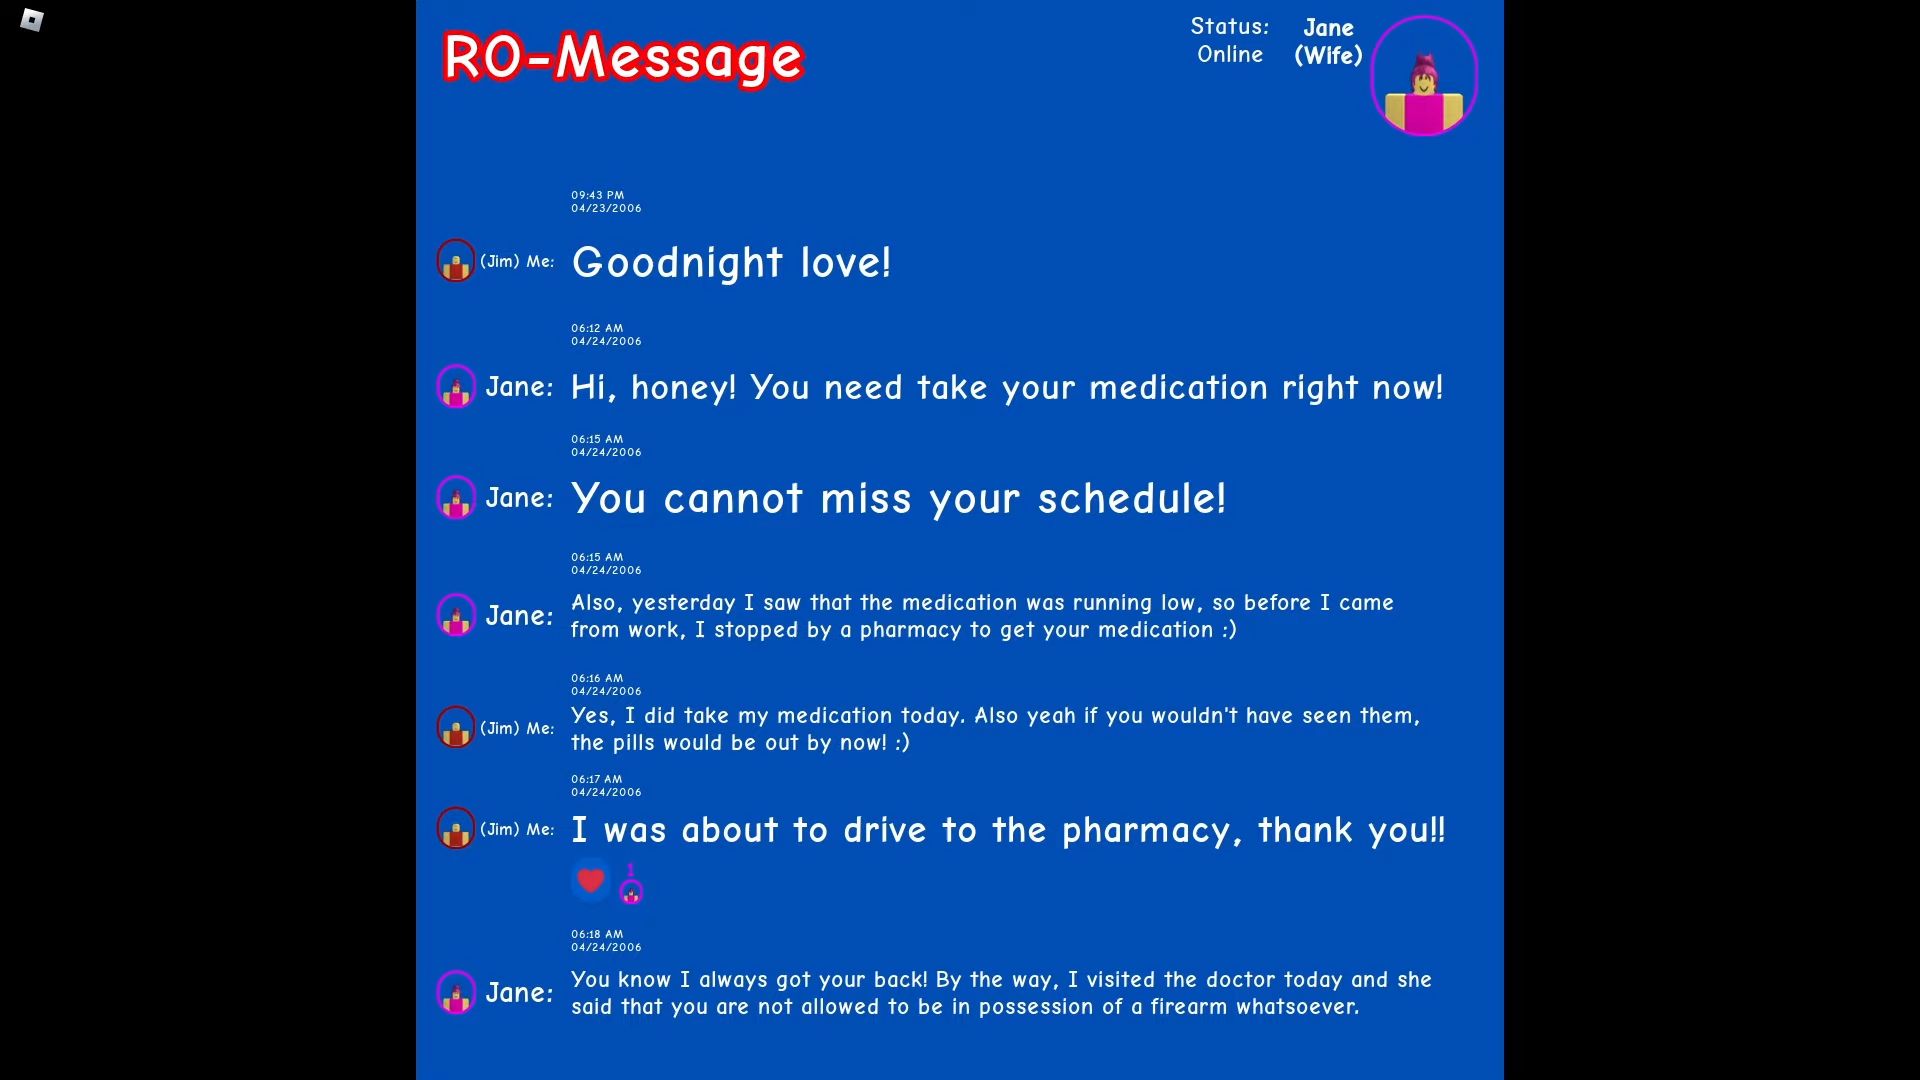 RO-Message
Status:
Online
Jane
(Wife)
09:43 PM
04/23/2006
(Jim) Me:
Goodnight love!
06:12 AM
04/24/2006
Jane:
Hi, honey! You need take your medication right now!
06:15 AM
04/24/2006
Jane:
You cannot miss your schedule!
06:15 AM
04/24/2006
Jane:
Also, yesterday I saw that the medication was running low, so before I came
from work, I stopped by a pharmacy to get your medication :)
06:16 AM
04/24/2006
(Jim) Me:
Yes, I did take my medication today. Also yeah if you wouldn't have seen them,
the pills would be out by now! :)
06:17 AM
04/24/2006
(Jim) Me:
I was about to drive to the pharmacy, thank you!!
1
06:18 AM
04/24/2006
Jane:
You know I always got your back! By the way, I visited the doctor today and she
said that you are not allowed to be in possession of a firearm whatsoever.